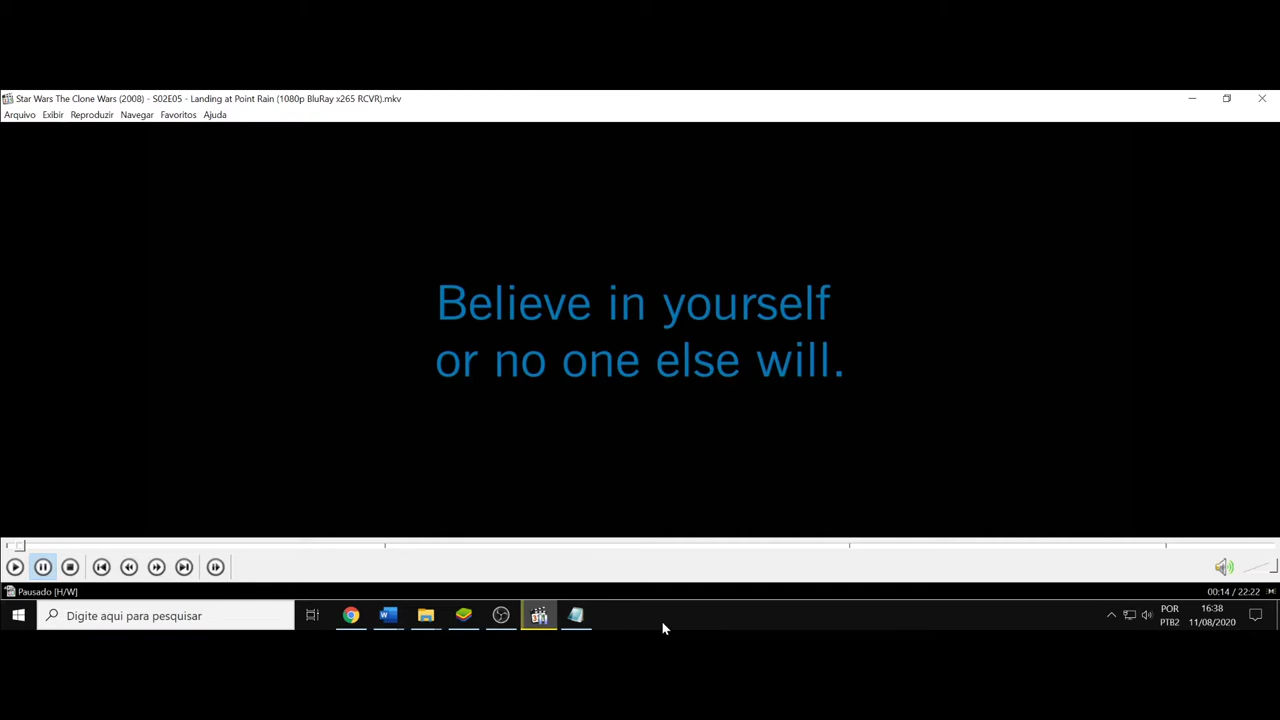 Star Wars The Clone Wars (2008) - S02E05 - Landing at Point Rain (1080p BluRay x265 RCVR).mkv
Arquivo Exibir Reproduzir Navegar Favoritos Ajuda
Believe in yourself
or no one else will.
Pausado [H/W]
00:14 / 22:22
Digite aqui para pesquisar
POR
PTB2
16:38
11/08/2020